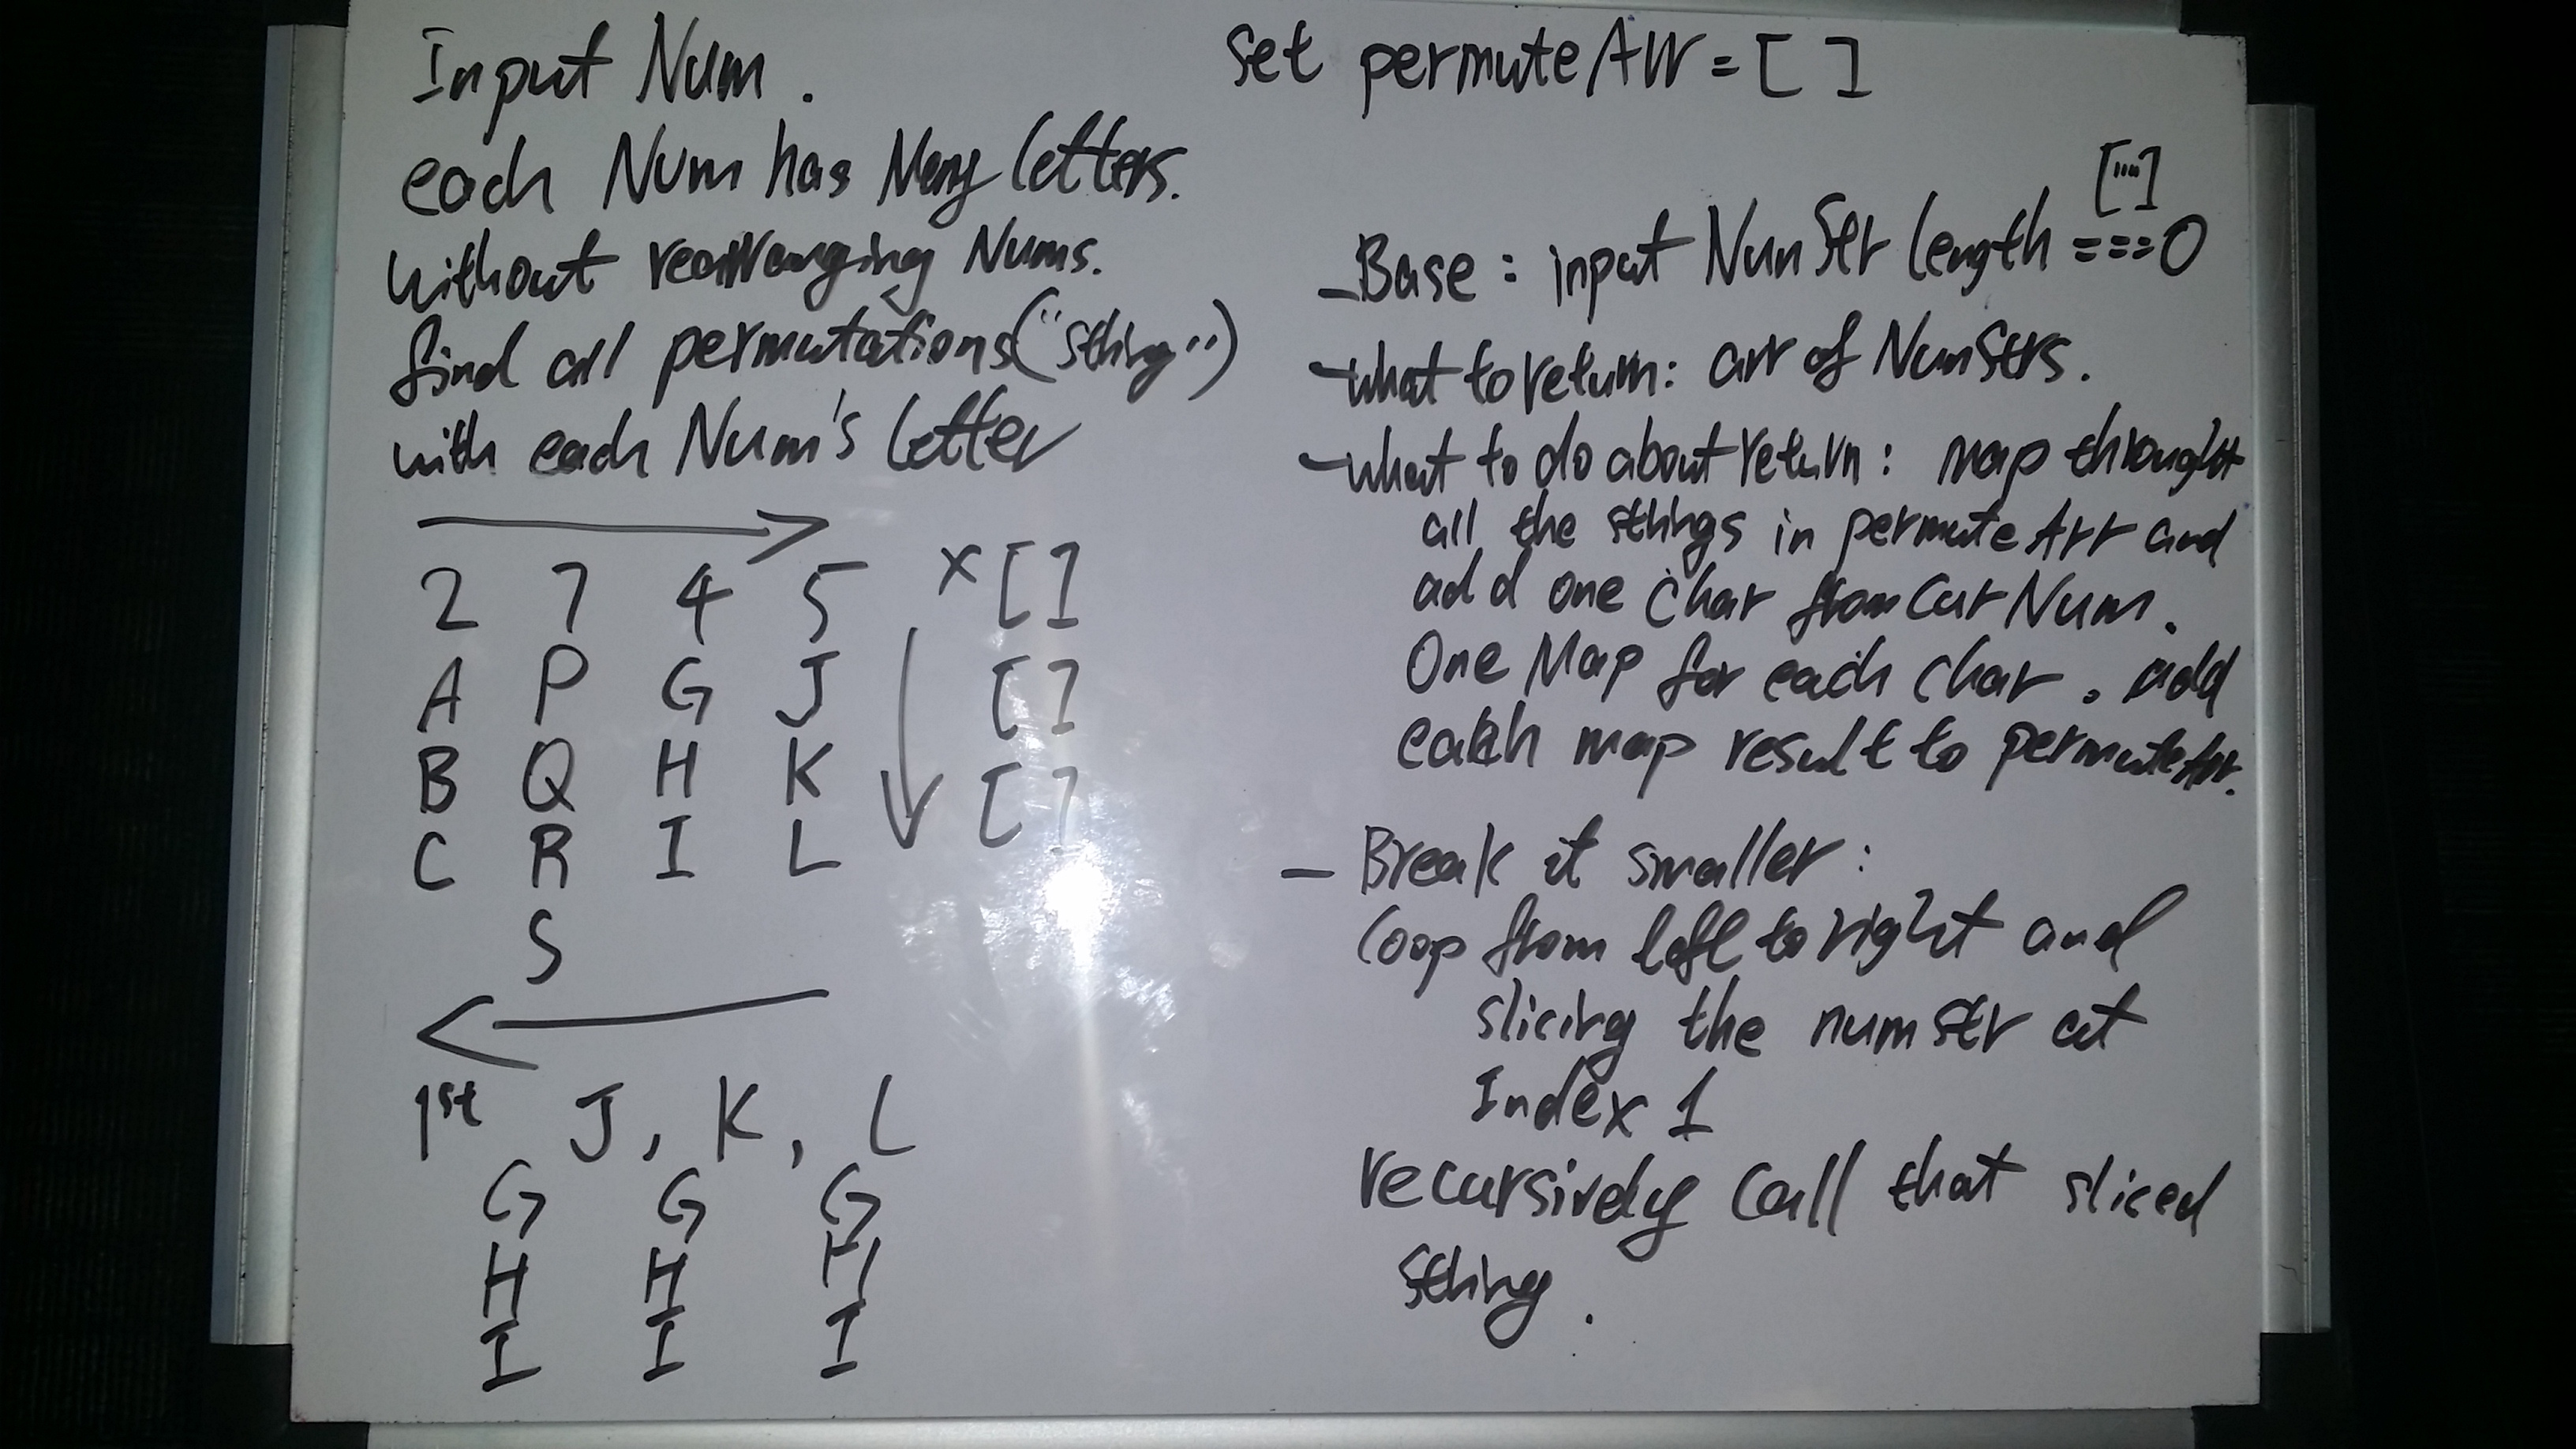 Input Num.
each Num has Many letters.
without rearranging Nums.
find all permutations("string")
with each Num's letter
2 7 4 5 x [ ]
A P G J [ ]
B Q H K [ ]
C R I L
S
1st J, K, L
G G G
H H H
I I I
set permuteArr = [ ]
[""]
- Base : input NumStr length === 0
- what to return: arr of NumStrs.
- what to do about return: map throught
all the strings in permuteArr and
add one char from cur Num.
One Map for each char. add
each map result to permuteArr.
- Break it smaller :
loop from left to right and
slicing the numstr at
Index 1
recursively call that sliced
string.